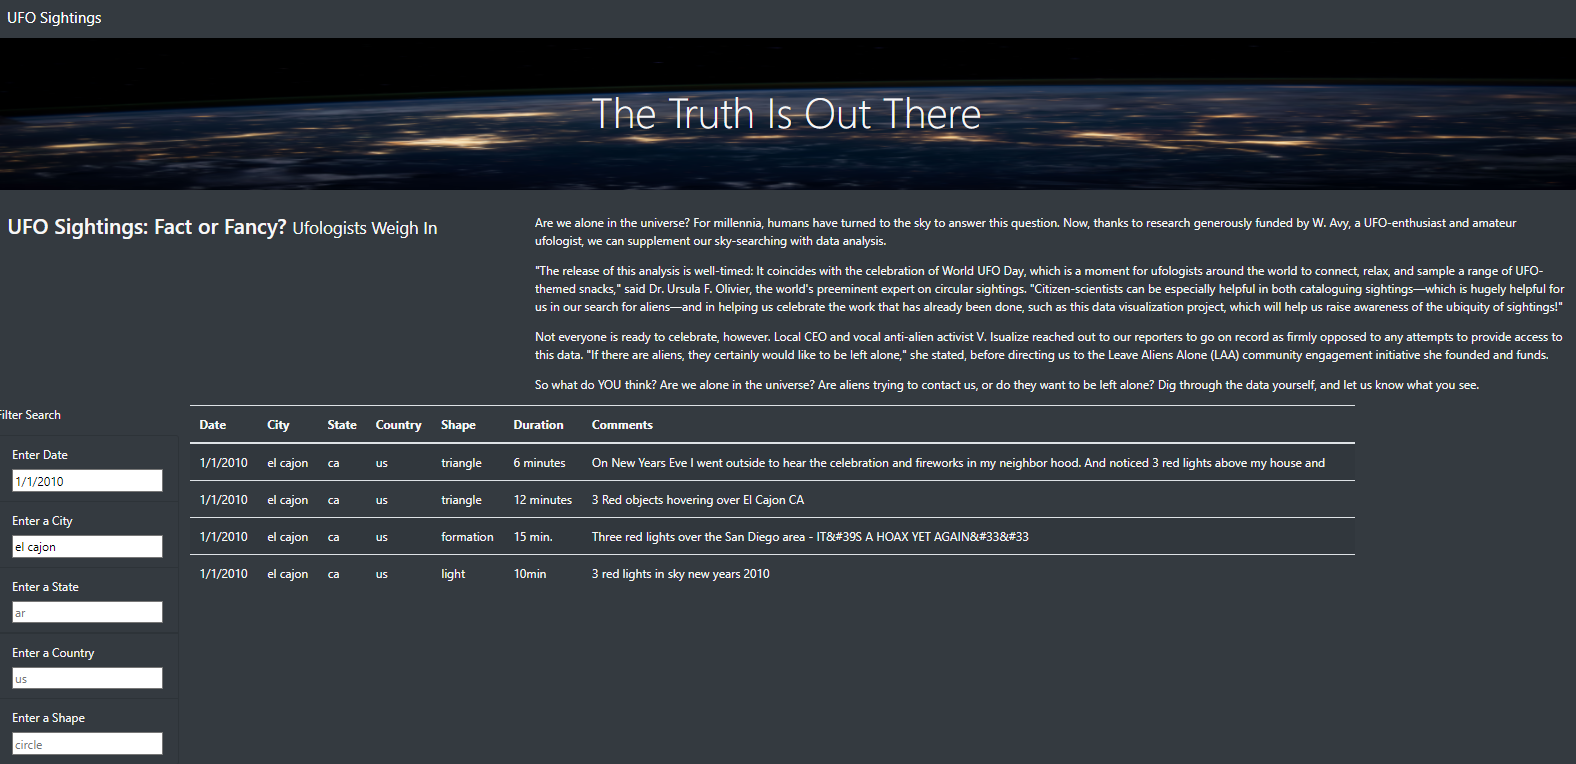 UFO Sightings
The Truth Is Out There
UFO Sightings: Fact or Fancy? Ufologists Weigh In
Are we alone in the universe? For millennia, humans have turned to the sky to answer this question. Now, thanks to research generously funded by W. Avy, a UFO-enthusiast and amateur
ufologist, we can supplement our sky-searching with data analysis.
"The release of this analysis is well-timed: It coincides with the celebration of World UFO Day, which is a moment for ufologists around the world to connect, relax, and sample a range of UFO-
themed snacks," said Dr. Ursula F. Olivier, the world's preeminent expert on circular sightings. "Citizen-scientists can be especially helpful in both cataloguing sightings—which is hugely helpful for
us in our search for aliens—and in helping us celebrate the work that has already been done, such as this data visualization project, which will help us raise awareness of the ubiquity of sightings!"
Not everyone is ready to celebrate, however. Local CEO and vocal anti-alien activist V. Isualize reached out to our reporters to go on record as firmly opposed to any attempts to provide access to
this data. "If there are aliens, they certainly would like to be left alone," she stated, before directing us to the Leave Aliens Alone (LAA) community engagement initiative she founded and funds.
So what do YOU think? Are we alone in the universe? Are aliens trying to contact us, or do they want to be left alone? Dig through the data yourself, and let us know what you see.
Filter Search
Enter Date
1/1/2010
Enter a City
el cajon
Enter a State
ar
Enter a Country
us
Enter a Shape
circle
Date City State Country Shape Duration Comments
1/1/2010 el cajon ca us triangle 6 minutes On New Years Eve I went outside to hear the celebration and fireworks in my neighbor hood. And noticed 3 red lights above my house and
1/1/2010 el cajon ca us triangle 12 minutes 3 Red objects hovering over El Cajon CA
1/1/2010 el cajon ca us formation 15 min. Three red lights over the San Diego area - IT&#39S A HOAX YET AGAIN&#33&#33
1/1/2010 el cajon ca us light 10min 3 red lights in sky new years 2010